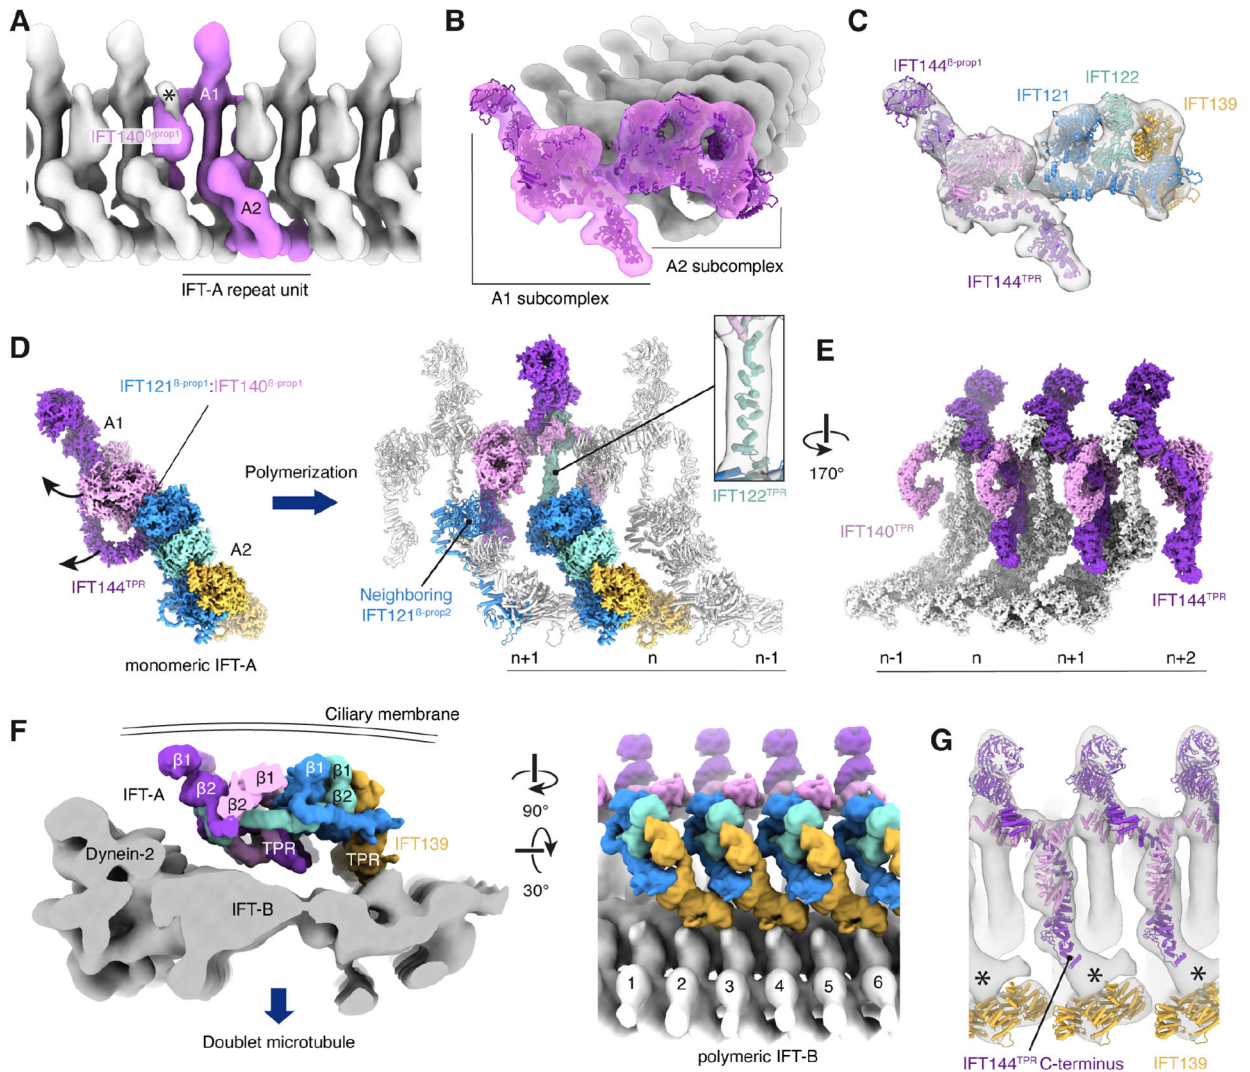 A
*
A1
IFT140β-prop1
A2
IFT-A repeat unit
B
A2 subcomplex
A1 subcomplex
C
IFT144β-prop1
IFT122
IFT121
IFT139
IFT144TPR
D
IFT121β-prop1:IFT140β-prop1
A1
A2
IFT144TPR
monomeric IFT-A
Polymerization
IFT122TPR
Neighboring
IFT121β-prop2
n+1 n n-1
170°
E
IFT140TPR
IFT144TPR
n-1 n n+1 n+2
F
Ciliary membrane
β1 β1 β1 β1
IFT-A β2 β2 β2
TPR TPR IFT139
Dynein-2
IFT-B
Doublet microtubule
90°
30°
1 2 3 4 5 6
polymeric IFT-B
G
* * *
IFT144TPR C-terminus
IFT139